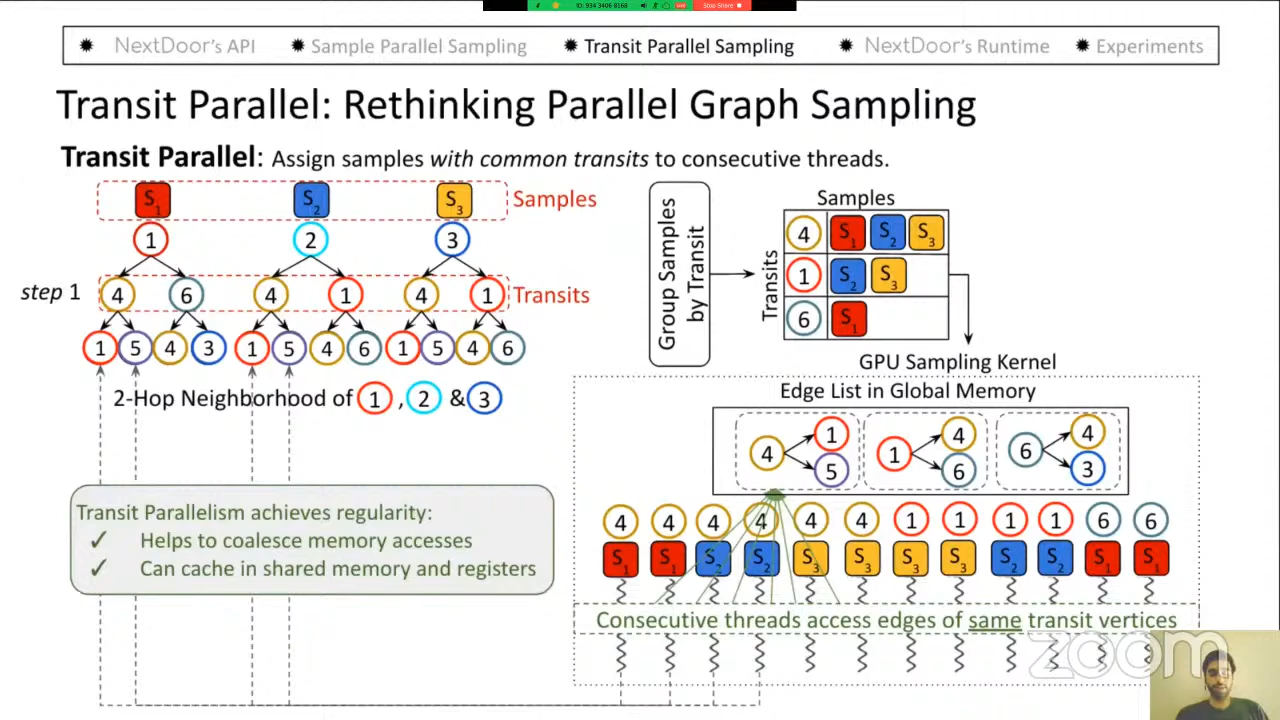 ID: 934 3406 8168 Stop Share
✹ NextDoor's API ✹ Sample Parallel Sampling ✹ Transit Parallel Sampling ✹ NextDoor's Runtime ✹ Experiments
Transit Parallel: Rethinking Parallel Graph Sampling
Transit Parallel: Assign samples with common transits to consecutive threads.
S1 S2 S3 Samples
1 2 3
step 1 4 6 4 1 4 1 Transits
1 5 4 3 1 5 4 6 1 5 4 6
2-Hop Neighborhood of 1 , 2 & 3
Transit Parallelism achieves regularity:
✓ Helps to coalesce memory accesses
✓ Can cache in shared memory and registers
Group Samples
by Transit
Samples
Transits
4 S1 S2 S3
1 S2 S3
6 S1
GPU Sampling Kernel
Edge List in Global Memory
4 1 5
1 4 6
6 4 3
4 4 4 4 4 4 1 1 1 1 6 6
S1 S1 S2 S2 S3 S3 S3 S3 S2 S2 S1 S1
Consecutive threads access edges of same transit vertices
zoom